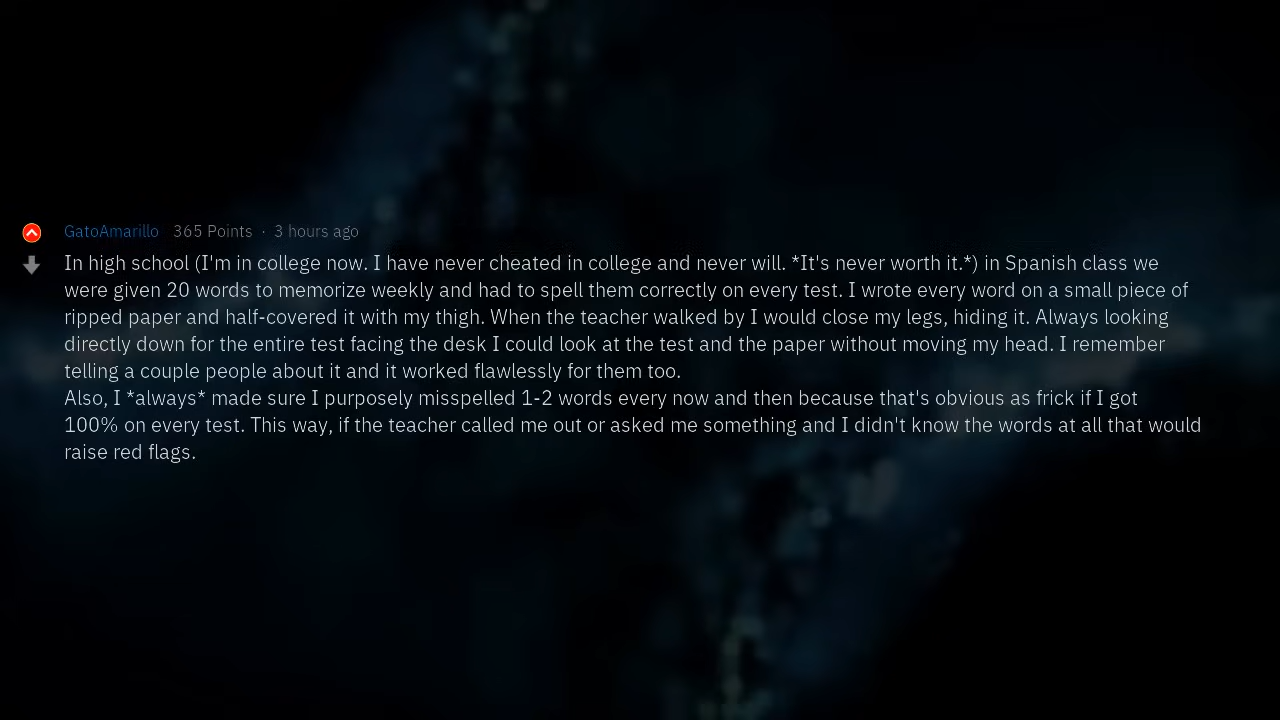 GatoAmarillo 365 Points · 3 hours ago
In high school (I'm in college now. I have never cheated in college and never will. *It's never worth it.*) in Spanish class we
were given 20 words to memorize weekly and had to spell them correctly on every test. I wrote every word on a small piece of
ripped paper and half-covered it with my thigh. When the teacher walked by I would close my legs, hiding it. Always looking
directly down for the entire test facing the desk I could look at the test and the paper without moving my head. I remember
telling a couple people about it and it worked flawlessly for them too.
Also, I *always* made sure I purposely misspelled 1-2 words every now and then because that's obvious as frick if I got
100% on every test. This way, if the teacher called me out or asked me something and I didn't know the words at all that would
raise red flags.